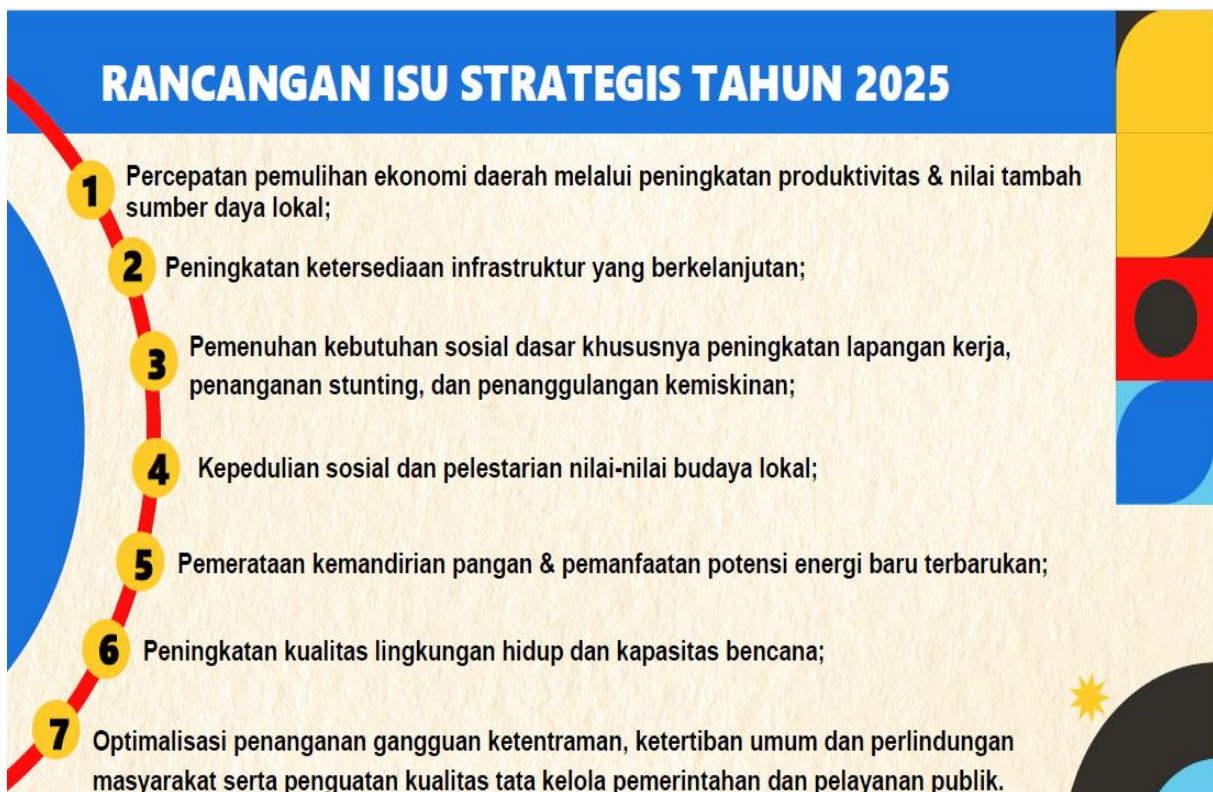 RANCANGAN ISU STRATEGIS TAHUN 2025
1
Percepatan pemulihan ekonomi daerah melalui peningkatan produktivitas & nilai tambah
sumber daya lokal;
2
Peningkatan ketersediaan infrastruktur yang berkelanjutan;
3
Pemenuhan kebutuhan sosial dasar khususnya peningkatan lapangan kerja,
penanganan stunting, dan penanggulangan kemiskinan;
4
Kepedulian sosial dan pelestarian nilai-nilai budaya lokal;
5
Pemerataan kemandirian pangan & pemanfaatan potensi energi baru terbarukan;
6
Peningkatan kualitas lingkungan hidup dan kapasitas bencana;
7
Optimalisasi penanganan gangguan ketentraman, ketertiban umum dan perlindungan
masyarakat serta penguatan kualitas tata kelola pemerintahan dan pelayanan publik.